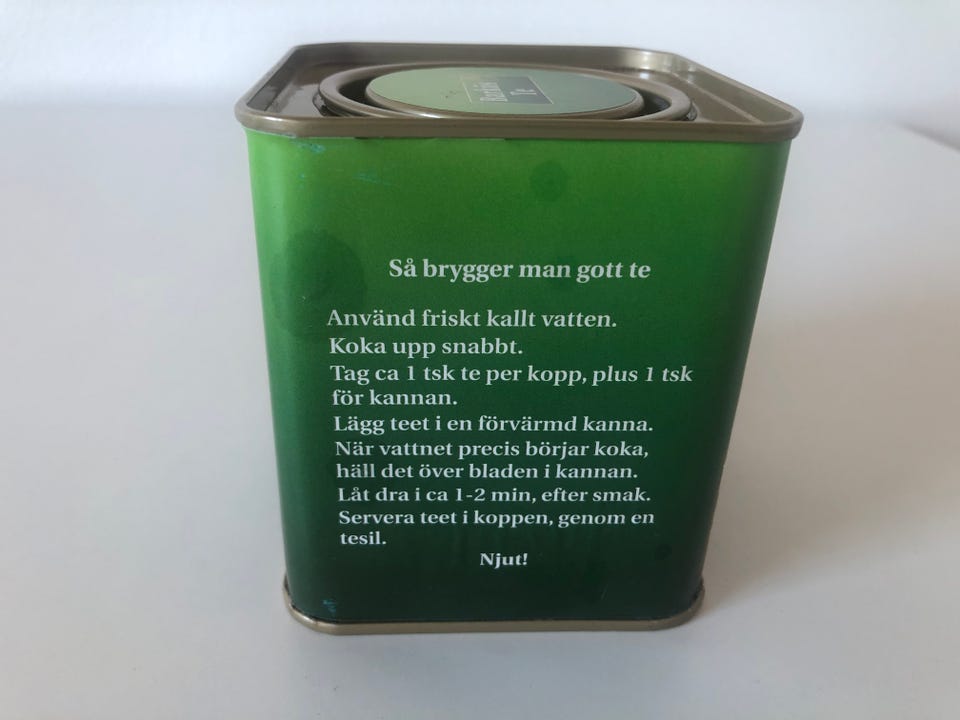 Te
Så brygger man gott te
Använd friskt kallt vatten.
Koka upp snabbt.
Tag ca 1 tsk te per kopp, plus 1 tsk
för kannan.
Lägg teet i en förvärmd kanna.
När vattnet precis börjar koka,
häll det över bladen i kannan.
Låt dra i ca 1-2 min, efter smak.
Servera teet i koppen, genom en
tesil.
Njut!